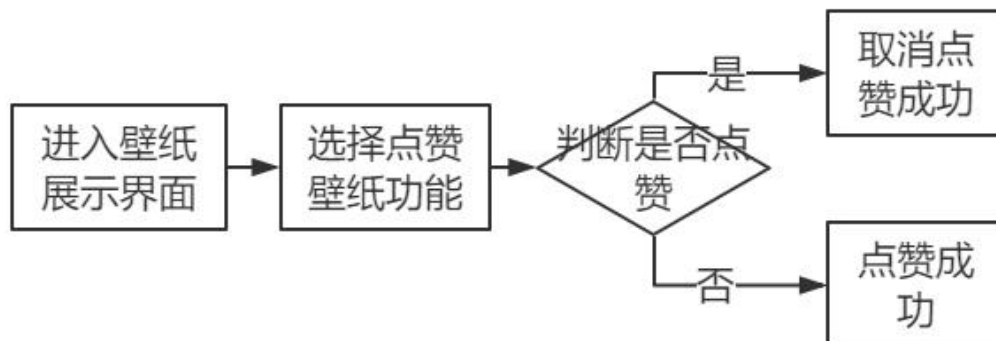 进入壁纸
展示界面
选择点赞
壁纸功能
判断是否点
赞
是
取消点
赞成功
否
点赞成
功